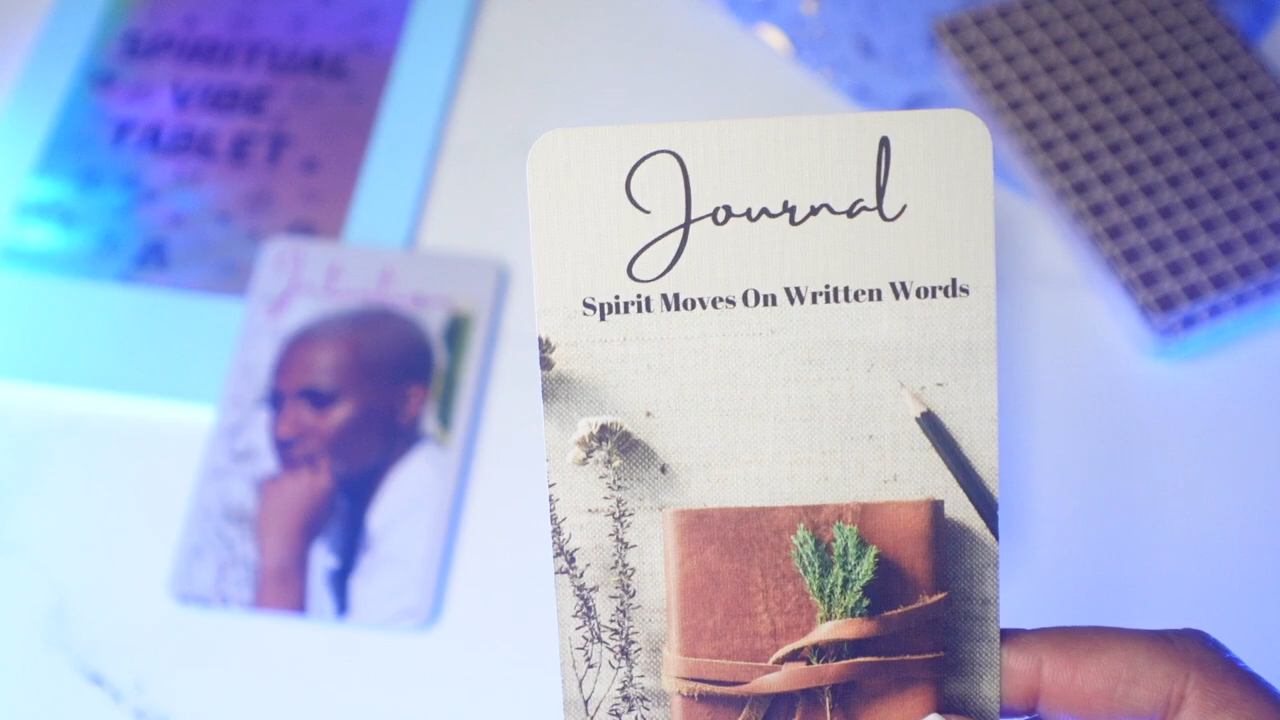 SPIRITUAL
VIBE
TABLET
Journal
Spirit Moves On Written Words